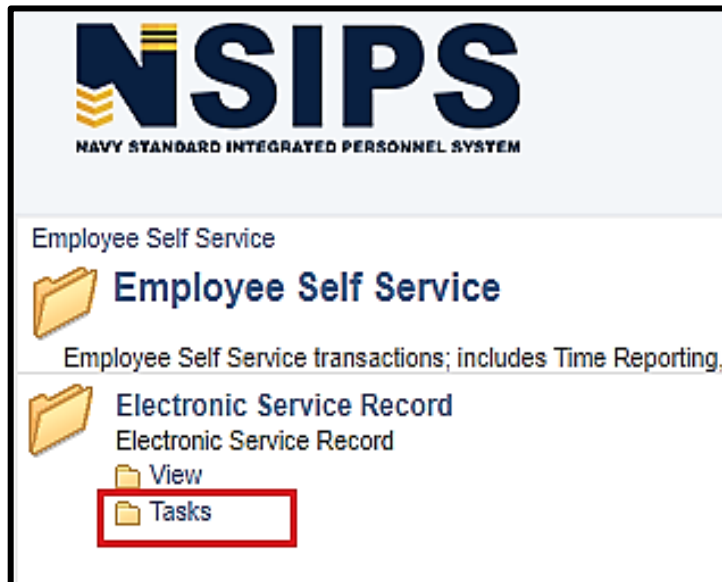 NSIPS
NAVY STANDARD INTEGRATED PERSONNEL SYSTEM
Employee Self Service
Employee Self Service
Employee Self Service transactions; includes Time Reporting,
Electronic Service Record
Electronic Service Record
View
Tasks